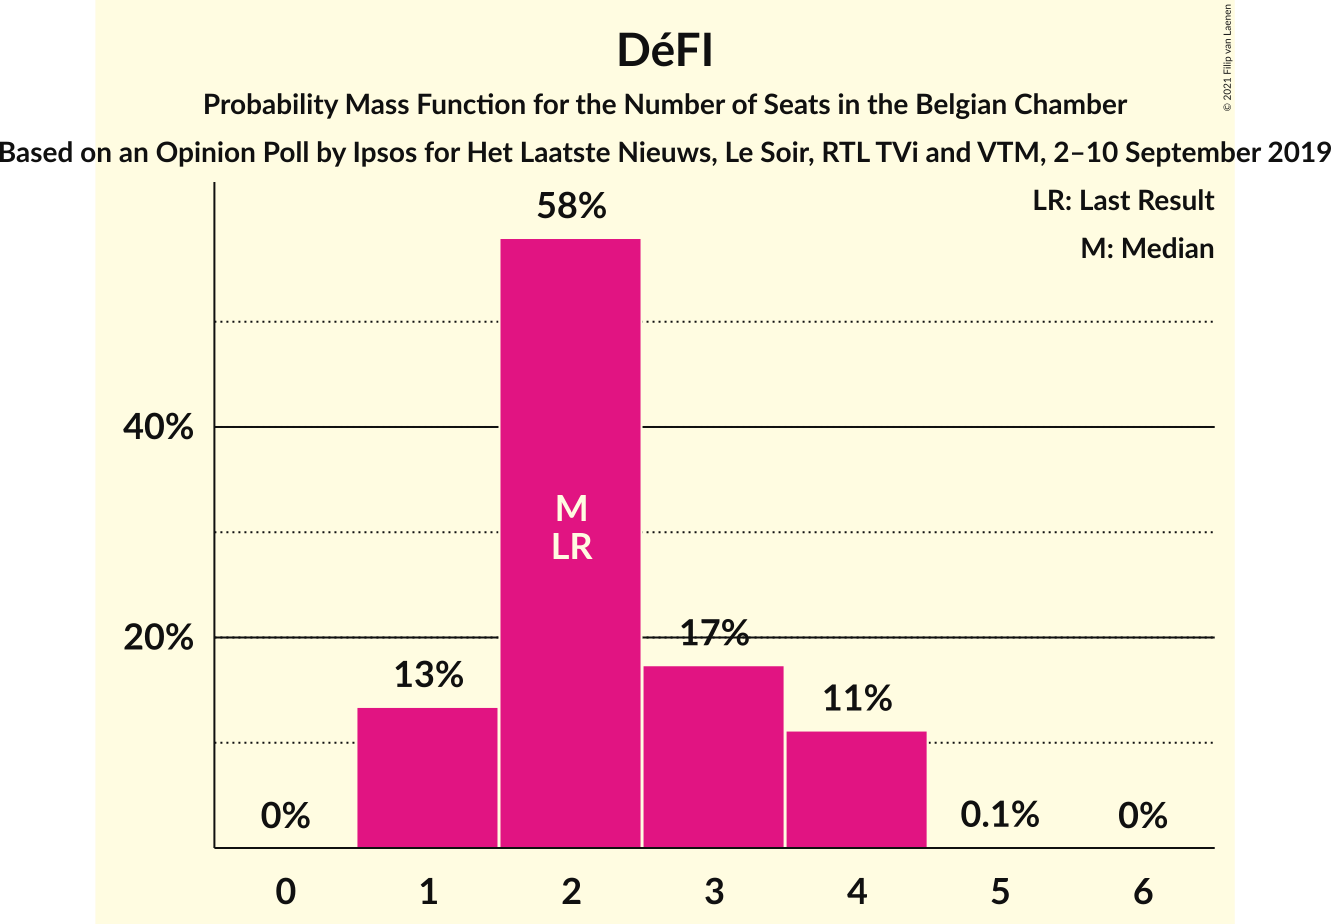 DéFI
Probability Mass Function for the Number of Seats in the Belgian Chamber
Based on an Opinion Poll by Ipsos for Het Laatste Nieuws, Le Soir, RTL TVi and VTM, 2–10 September 2019
© 2021 Filip van Laenen
LR: Last Result
M: Median
58%
40%
M
LR
20%
17%
13%
11%
0%
0.1%
0%
0 1 2 3 4 5 6